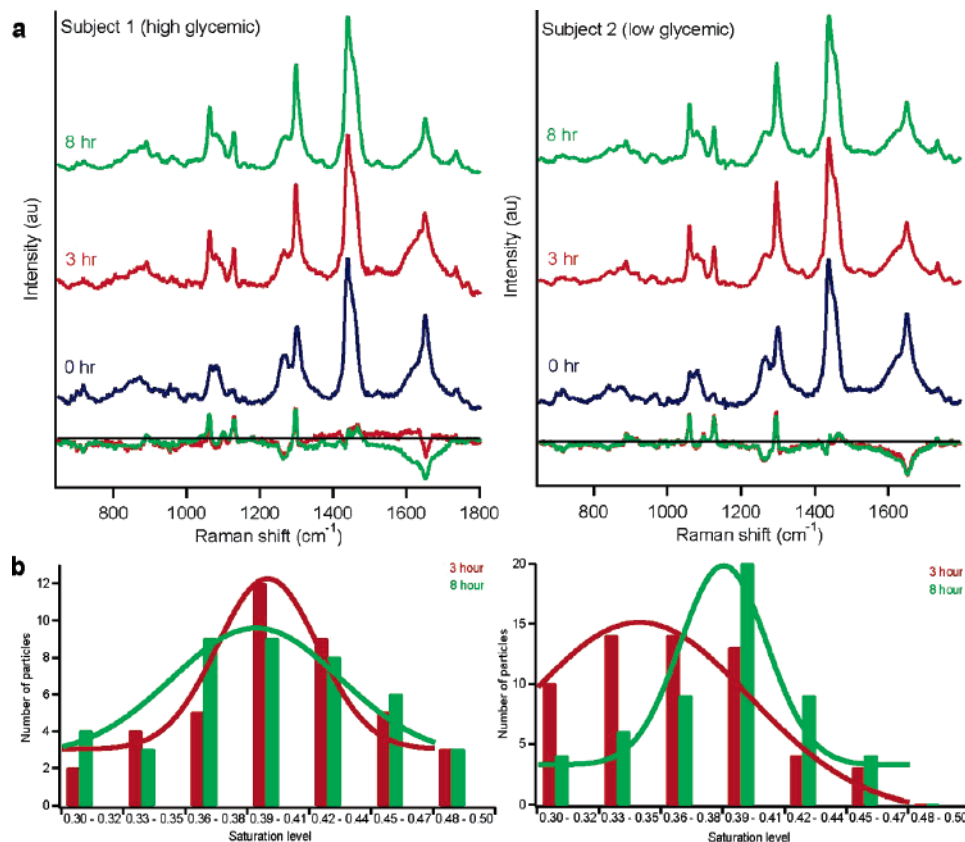 a
Subject 1 (high glycemic)
8 hr
3 hr
0 hr
Intensity (au)
800 1000 1200 1400 1600 1800
Raman shift (cm⁻¹)
Subject 2 (low glycemic)
8 hr
3 hr
0 hr
Intensity (au)
800 1000 1200 1400 1600
Raman shift (cm⁻¹)
b
3 hour
8 hour
12
10
8
6
4
2
0
Number of particles
0.30 - 0.32 0.33 - 0.35 0.36 - 0.38 0.39 - 0.41 0.42 - 0.44 0.45 - 0.47 0.48 - 0.50
Saturation level
3 hour
8 hour
20
15
10
5
0
Number of particles
0.30 - 0.32 0.33 - 0.35 0.36 - 0.38 0.39 - 0.41 0.42 - 0.44 0.45 - 0.47 0.48 - 0.50
Saturation level